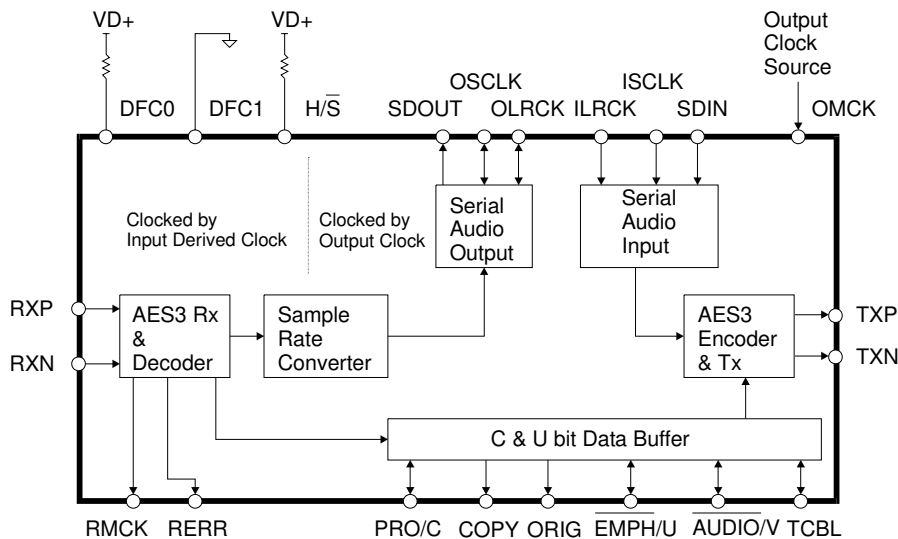 VD+
VD+
Output
Clock
Source
OSCLK
ISCLK
DFC0
DFC1
H/S̅
SDOUT
OLRCK
ILRCK
SDIN
OMCK
Clocked by
Input Derived Clock
Clocked by
Output Clock
Serial
Audio
Output
Serial
Audio
Input
RXP
RXN
AES3 Rx
&
Decoder
Sample
Rate
Converter
AES3
Encoder
& Tx
TXP
TXN
C & U bit Data Buffer
RMCK
RERR
PRO/C
COPY
ORIG
E̅M̅P̅H̅/U
A̅U̅D̅I̅O̅/V
TCBL